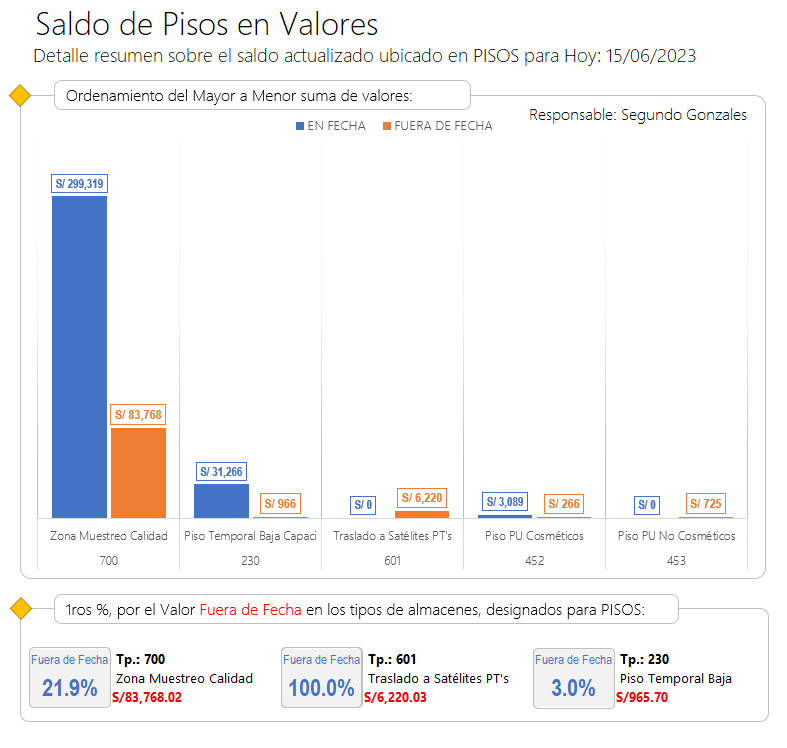 Saldo de Pisos en Valores
Detalle resumen sobre el saldo actualizado ubicado en PISOS para Hoy: 15/06/2023
Ordenamiento del Mayor a Menor suma de valores:
Responsable: Segundo Gonzales
EN FECHA FUERA DE FECHA
S/ 299,319
S/ 83,768
S/ 31,266
S/ 966
S/ 0
S/ 6,220
S/ 3,089
S/ 266
S/ 0
S/ 725
Zona Muestreo Calidad Piso Temporal Baja Capaci Traslado a Satélites PT's Piso PU Cosméticos Piso PU No Cosméticos
700 230 601 452 453
1ros %, por el Valor Fuera de Fecha en los tipos de almacenes, designados para PISOS:
Fuera de Fecha
21.9%
Tp.: 700
Zona Muestreo Calidad
S/83,768.02
Fuera de Fecha
100.0%
Tp.: 601
Traslado a Satélites PT's
S/6,220.03
Fuera de Fecha
3.0%
Tp.: 230
Piso Temporal Baja
S/965.70